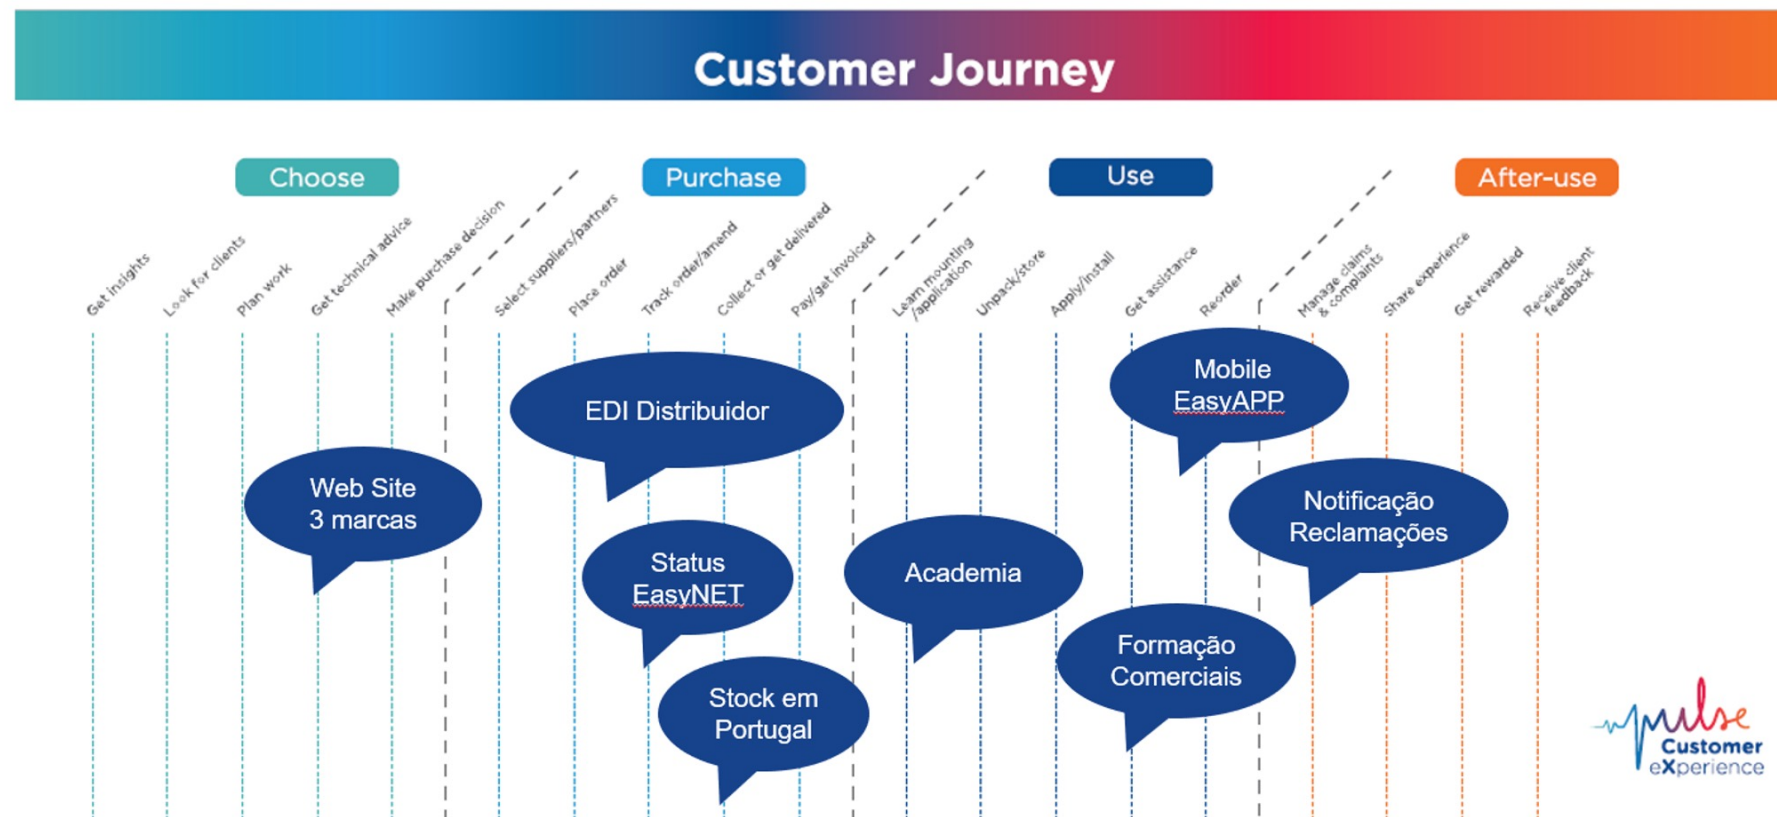 Customer Journey
Choose
Purchase
Use
After-use
Get insights
Look for clients
Plan work
Get technical advice
Make purchase decision
Select suppliers/partners
Place order
Track order/amend
Collect or get delivered
Pay/get invoiced
Learn mounting
/application
Unpack/store
Apply/install
Get assistance
Reorder
Manage claims
& complaints
Share experience
Get rewarded
Receive client
feedback
EDI Distribuidor
Mobile
EasyAPP
Web Site
3 marcas
Notificação
Reclamações
Status
EasyNET
Academia
Formação
Comerciais
Stock em
Portugal
pulse
Customer
eXperience